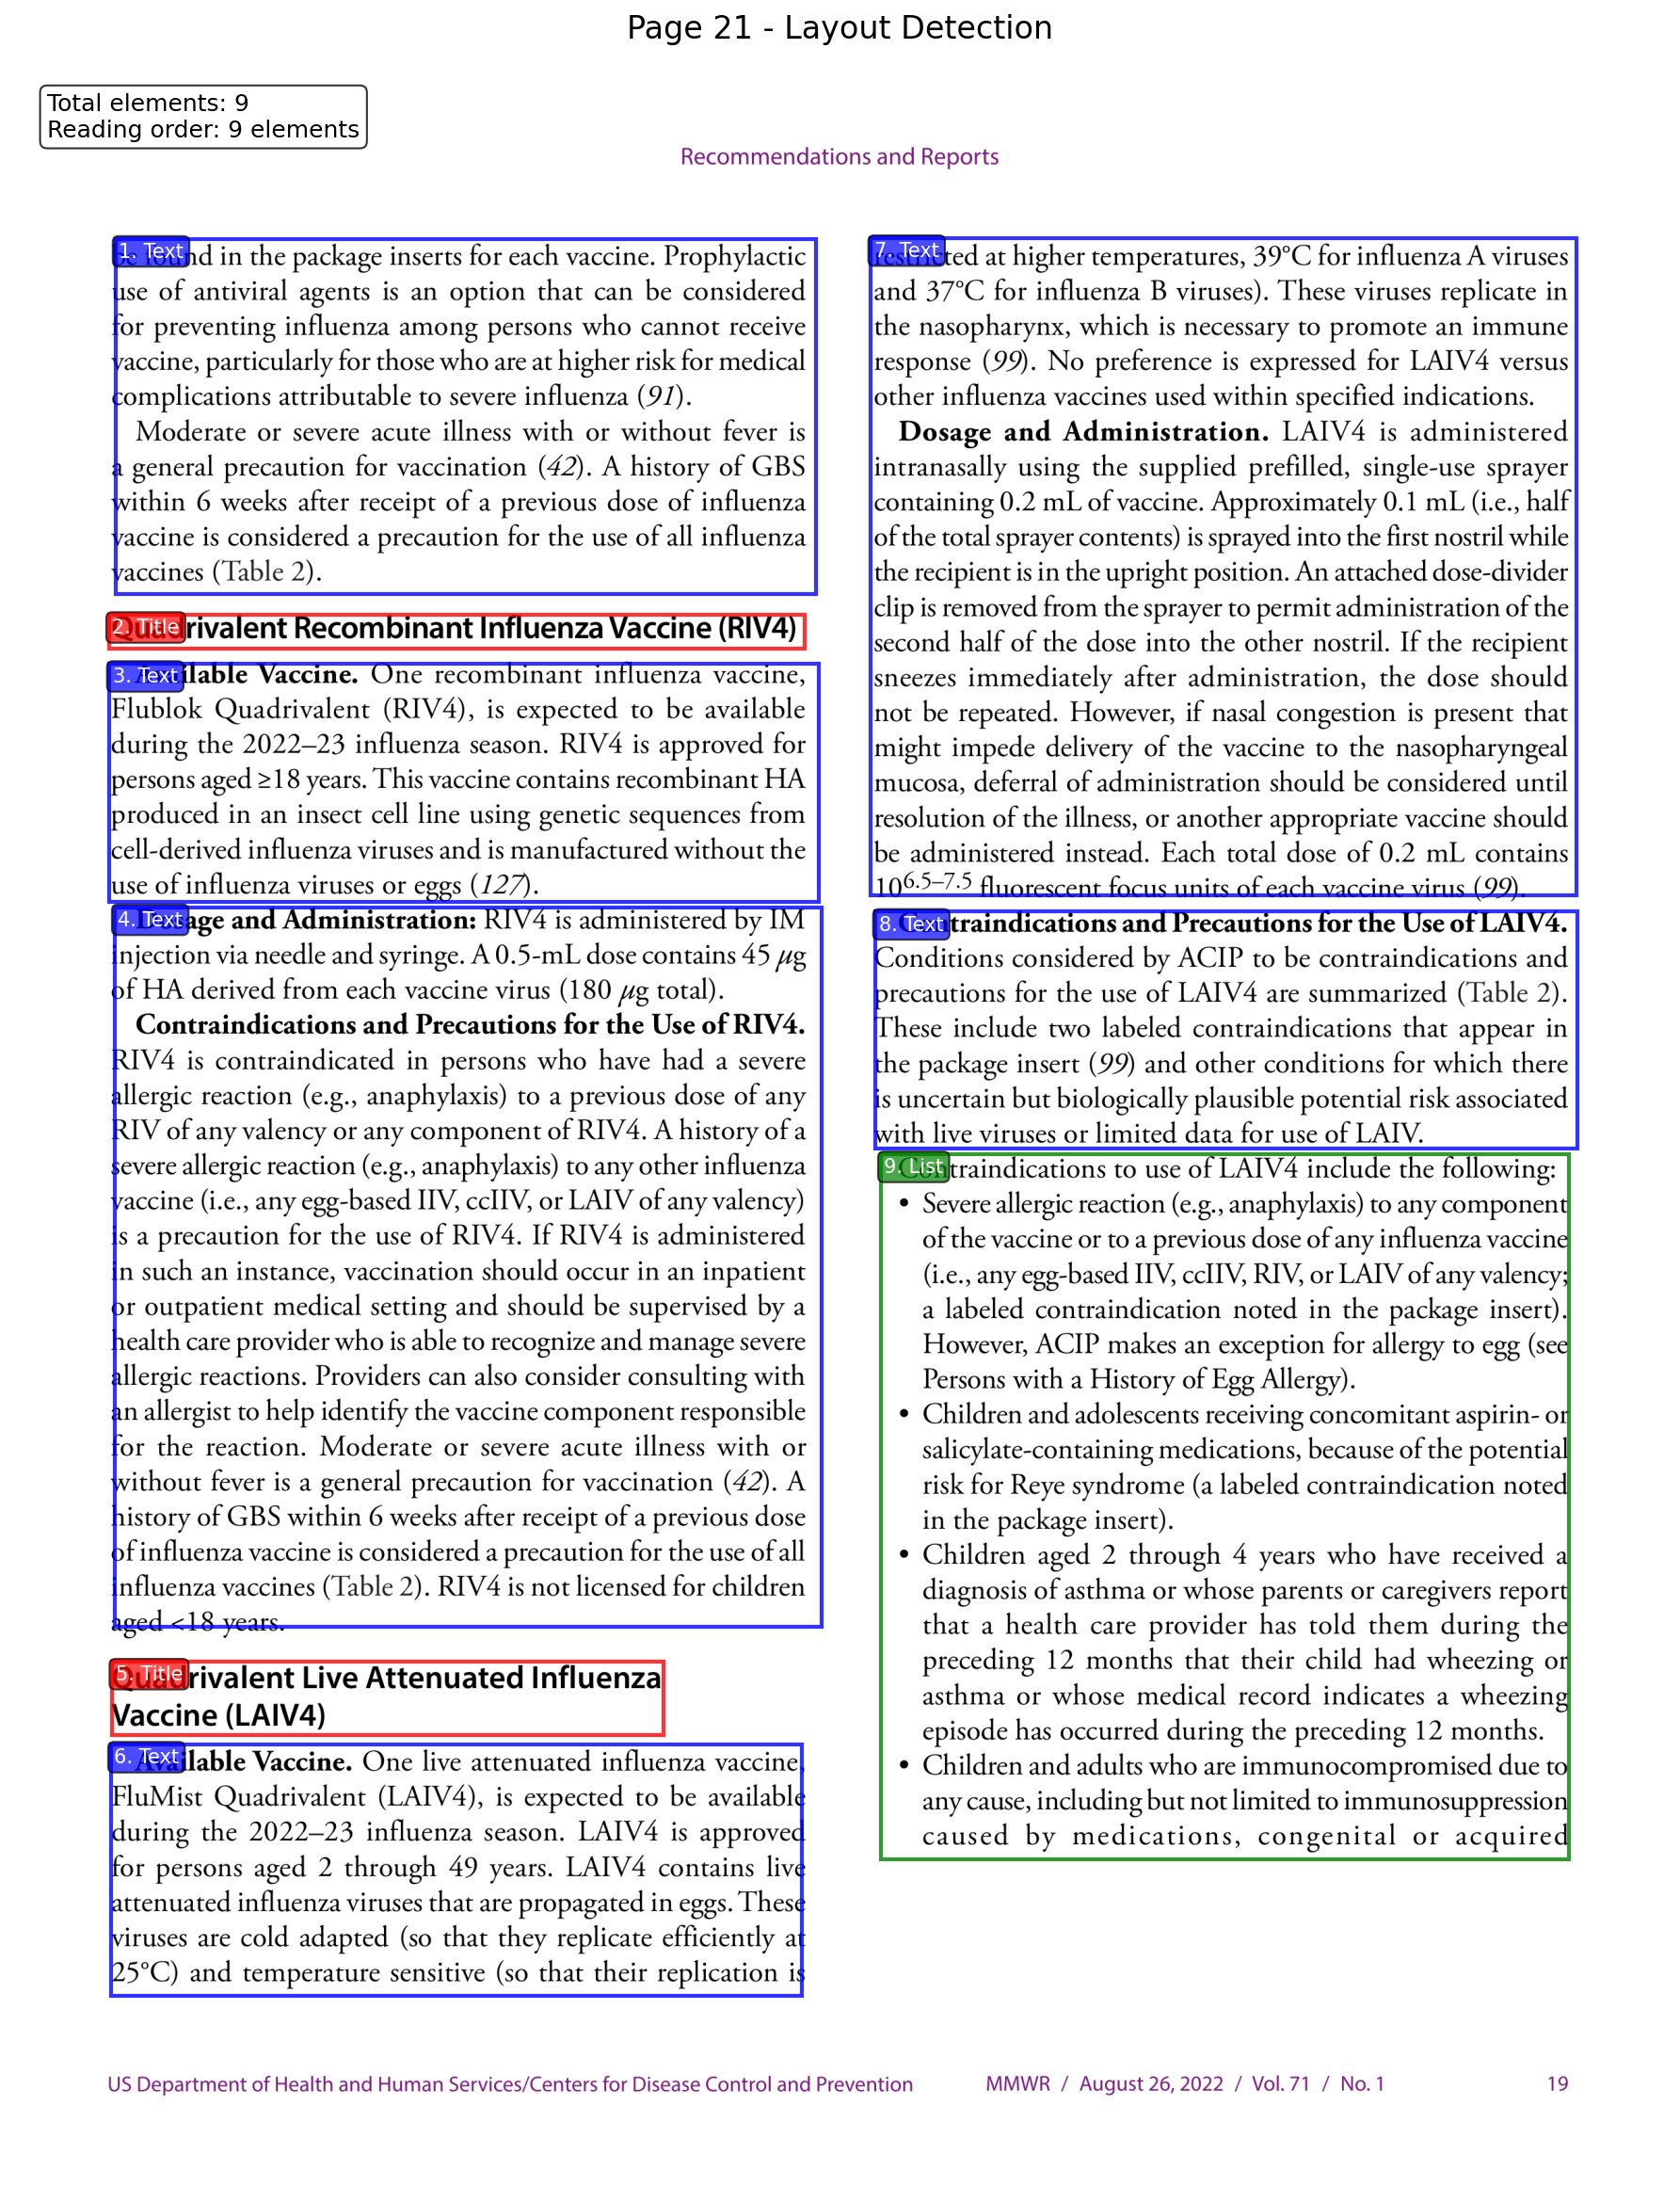 Page 21 - Layout Detection
Total elements: 9
Reading order: 9 elements
Recommendations and Reports
1. Text
nd in the package inserts for each vaccine. Prophylactic
use of antiviral agents is an option that can be considered
for preventing influenza among persons who cannot receive
vaccine, particularly for those who are at higher risk for medical
complications attributable to severe influenza (91).
Moderate or severe acute illness with or without fever is
a general precaution for vaccination (42). A history of GBS
within 6 weeks after receipt of a previous dose of influenza
vaccine is considered a precaution for the use of all influenza
vaccines (Table 2).
2. Title
Quadrivalent Recombinant Influenza Vaccine (RIV4)
3. Text
Available Vaccine. One recombinant influenza vaccine,
Flublok Quadrivalent (RIV4), is expected to be available
during the 2022–23 influenza season. RIV4 is approved for
persons aged ≥18 years. This vaccine contains recombinant HA
produced in an insect cell line using genetic sequences from
cell-derived influenza viruses and is manufactured without the
use of influenza viruses or eggs (127).
4. Text
Dosage and Administration: RIV4 is administered by IM
injection via needle and syringe. A 0.5-mL dose contains 45 µg
of HA derived from each vaccine virus (180 µg total).
Contraindications and Precautions for the Use of RIV4.
RIV4 is contraindicated in persons who have had a severe
allergic reaction (e.g., anaphylaxis) to a previous dose of any
RIV of any valency or any component of RIV4. A history of a
severe allergic reaction (e.g., anaphylaxis) to any other influenza
vaccine (i.e., any egg-based IIV, ccIIV, or LAIV of any valency)
is a precaution for the use of RIV4. If RIV4 is administered
in such an instance, vaccination should occur in an inpatient
or outpatient medical setting and should be supervised by a
health care provider who is able to recognize and manage severe
allergic reactions. Providers can also consider consulting with
an allergist to help identify the vaccine component responsible
for the reaction. Moderate or severe acute illness with or
without fever is a general precaution for vaccination (42). A
history of GBS within 6 weeks after receipt of a previous dose
of influenza vaccine is considered a precaution for the use of all
influenza vaccines (Table 2). RIV4 is not licensed for children
aged <18 years.
5. Title
Quadrivalent Live Attenuated Influenza
Vaccine (LAIV4)
6. Text
Available Vaccine. One live attenuated influenza vaccine,
FluMist Quadrivalent (LAIV4), is expected to be available
during the 2022–23 influenza season. LAIV4 is approved
for persons aged 2 through 49 years. LAIV4 contains live
attenuated influenza viruses that are propagated in eggs. These
viruses are cold adapted (so that they replicate efficiently at
25°C) and temperature sensitive (so that their replication is
7. Text
restricted at higher temperatures, 39°C for influenza A viruses
and 37°C for influenza B viruses). These viruses replicate in
the nasopharynx, which is necessary to promote an immune
response (99). No preference is expressed for LAIV4 versus
other influenza vaccines used within specified indications.
Dosage and Administration. LAIV4 is administered
intranasally using the supplied prefilled, single-use sprayer
containing 0.2 mL of vaccine. Approximately 0.1 mL (i.e., half
of the total sprayer contents) is sprayed into the first nostril while
the recipient is in the upright position. An attached dose-divider
clip is removed from the sprayer to permit administration of the
second half of the dose into the other nostril. If the recipient
sneezes immediately after administration, the dose should
not be repeated. However, if nasal congestion is present that
might impede delivery of the vaccine to the nasopharyngeal
mucosa, deferral of administration should be considered until
resolution of the illness, or another appropriate vaccine should
be administered instead. Each total dose of 0.2 mL contains
10^6.5–7.5 fluorescent focus units of each vaccine virus (99).
8. Text
Contraindications and Precautions for the Use of LAIV4.
Conditions considered by ACIP to be contraindications and
precautions for the use of LAIV4 are summarized (Table 2).
These include two labeled contraindications that appear in
the package insert (99) and other conditions for which there
is uncertain but biologically plausible potential risk associated
with live viruses or limited data for use of LAIV.
9. List
Contraindications to use of LAIV4 include the following:
• Severe allergic reaction (e.g., anaphylaxis) to any component
of the vaccine or to a previous dose of any influenza vaccine
(i.e., any egg-based IIV, ccIIV, RIV, or LAIV of any valency;
a labeled contraindication noted in the package insert).
However, ACIP makes an exception for allergy to egg (see
Persons with a History of Egg Allergy).
• Children and adolescents receiving concomitant aspirin- or
salicylate-containing medications, because of the potential
risk for Reye syndrome (a labeled contraindication noted
in the package insert).
• Children aged 2 through 4 years who have received a
diagnosis of asthma or whose parents or caregivers report
that a health care provider has told them during the
preceding 12 months that their child had wheezing or
asthma or whose medical record indicates a wheezing
episode has occurred during the preceding 12 months.
• Children and adults who are immunocompromised due to
any cause, including but not limited to immunosuppression
caused by medications, congenital or acquired
US Department of Health and Human Services/Centers for Disease Control and Prevention MMWR / August 26, 2022 / Vol. 71 / No. 1 19